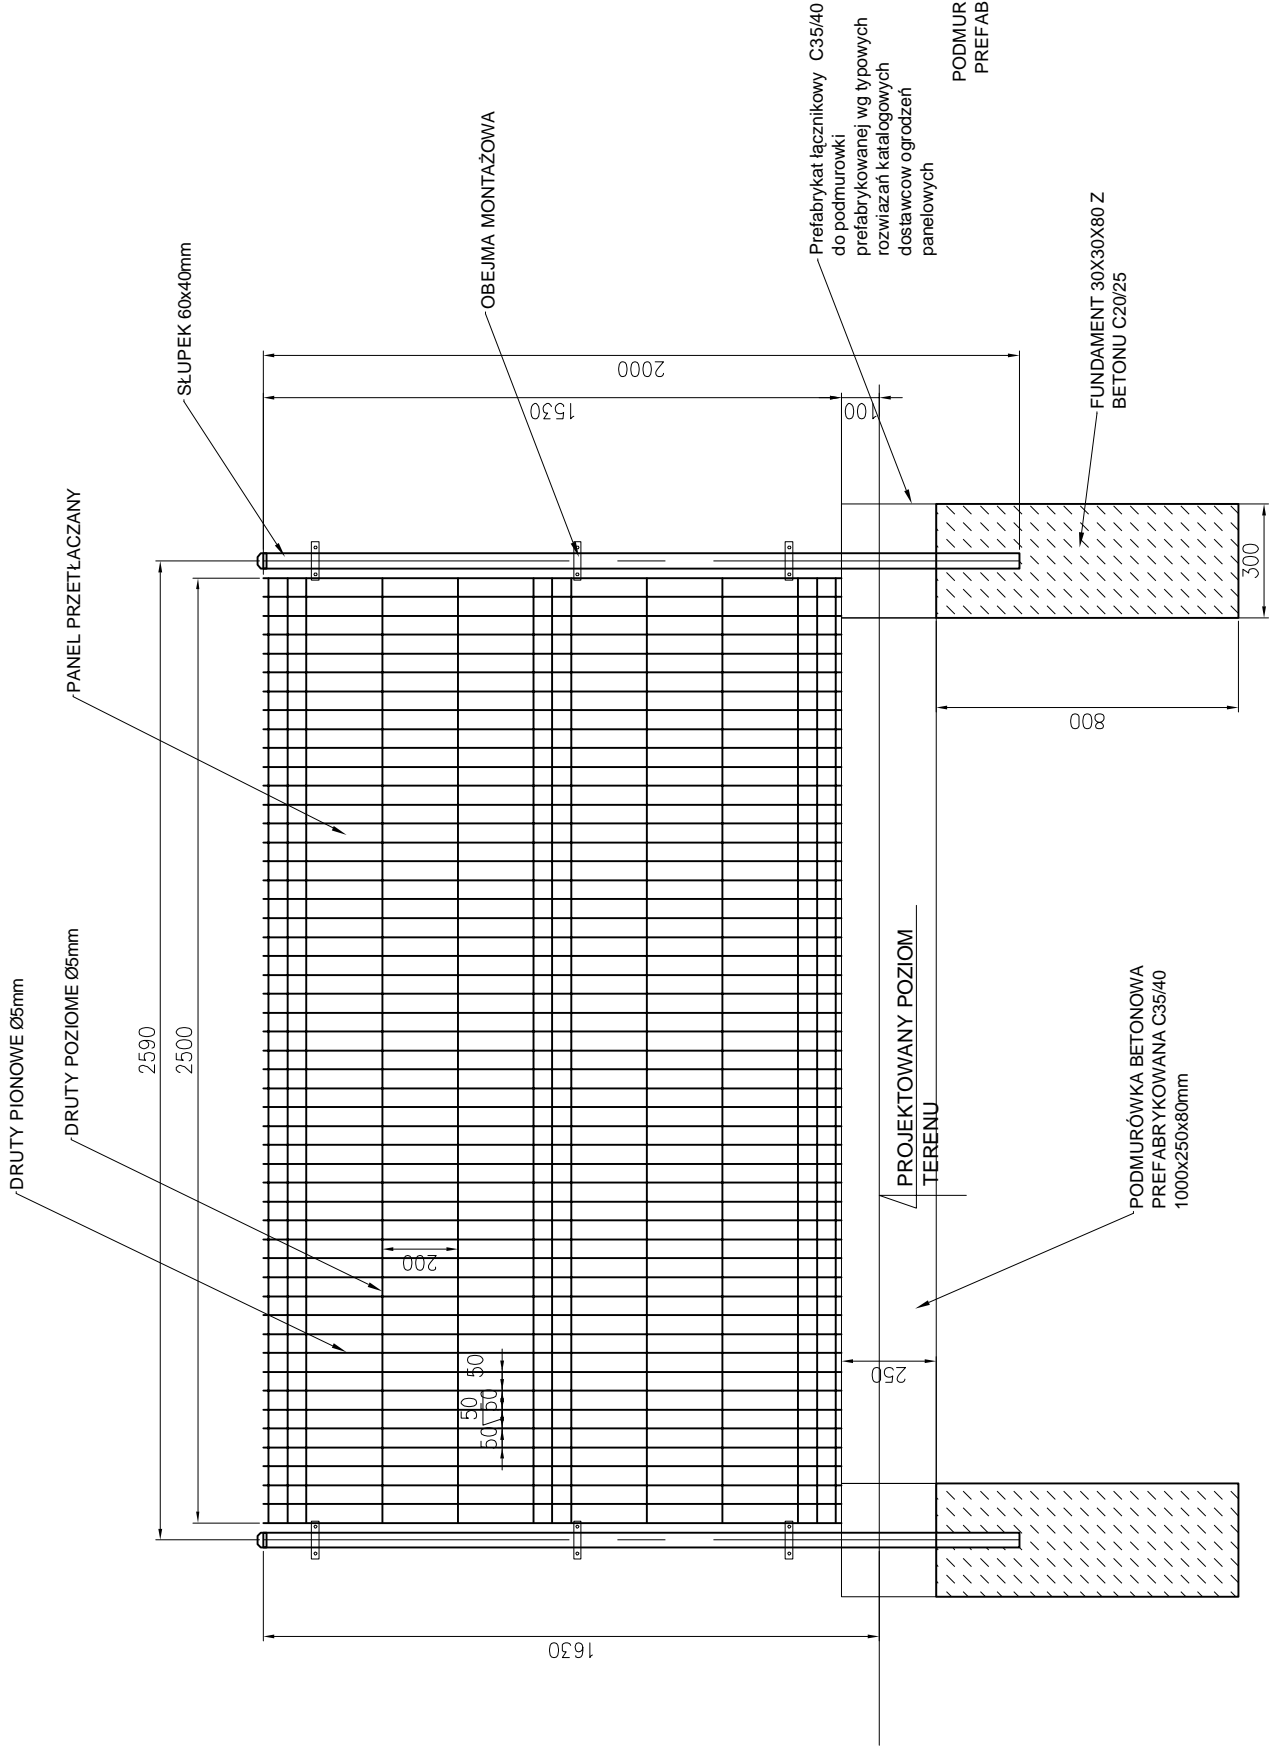 DRUTY PIONOWE Ø5mm
DRUTY POZIOME Ø5mm
PANEL PRZETŁACZANY
SŁUPEK 60x40mm
OBEJMA MONTAŻOWA
2590
2500
1630
200
50
50
50
50
250
1530
100
2000
800
300
Prefabrykat łącznikowy C35/40
do podmurówki
prefabrykowanej wg typowych
rozwiazań katalogowych
dostawcow ogrodzeń
panelowych
PODMUR
PREFAB
FUNDAMENT 30X30X80 Z
BETONU C20/25
PROJEKTOWANY POZIOM
TERENU
PODMURÓWKA BETONOWA
PREFABRYKOWANA C35/40
1000x250x80mm